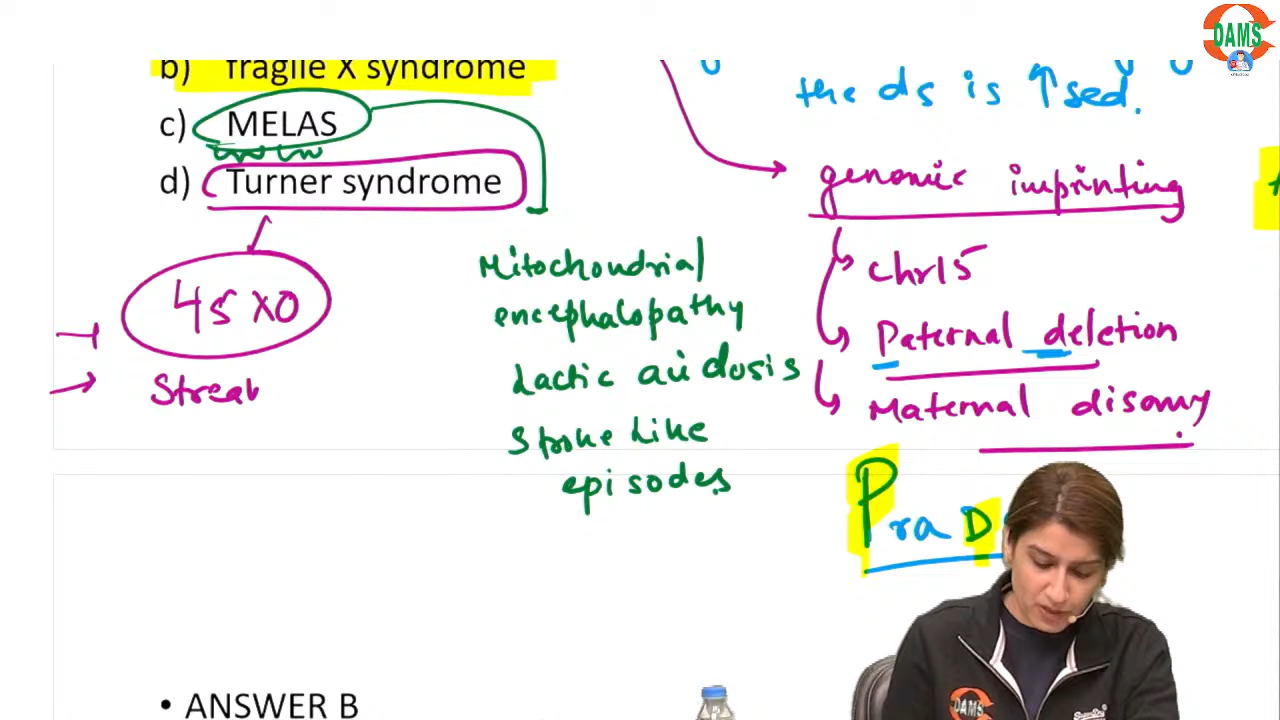 DAMS
b) fragile X syndrome
the ds is ↑sed.
c) MELAS
d) Turner syndrome
genomic imprinting
45 XO
Streak
Mitochondrial
encephalopathy
Lactic acidosis
Stroke like
episodes
chr15
Paternal deletion
Maternal disomy
PraD
DAMS
• ANSWER B